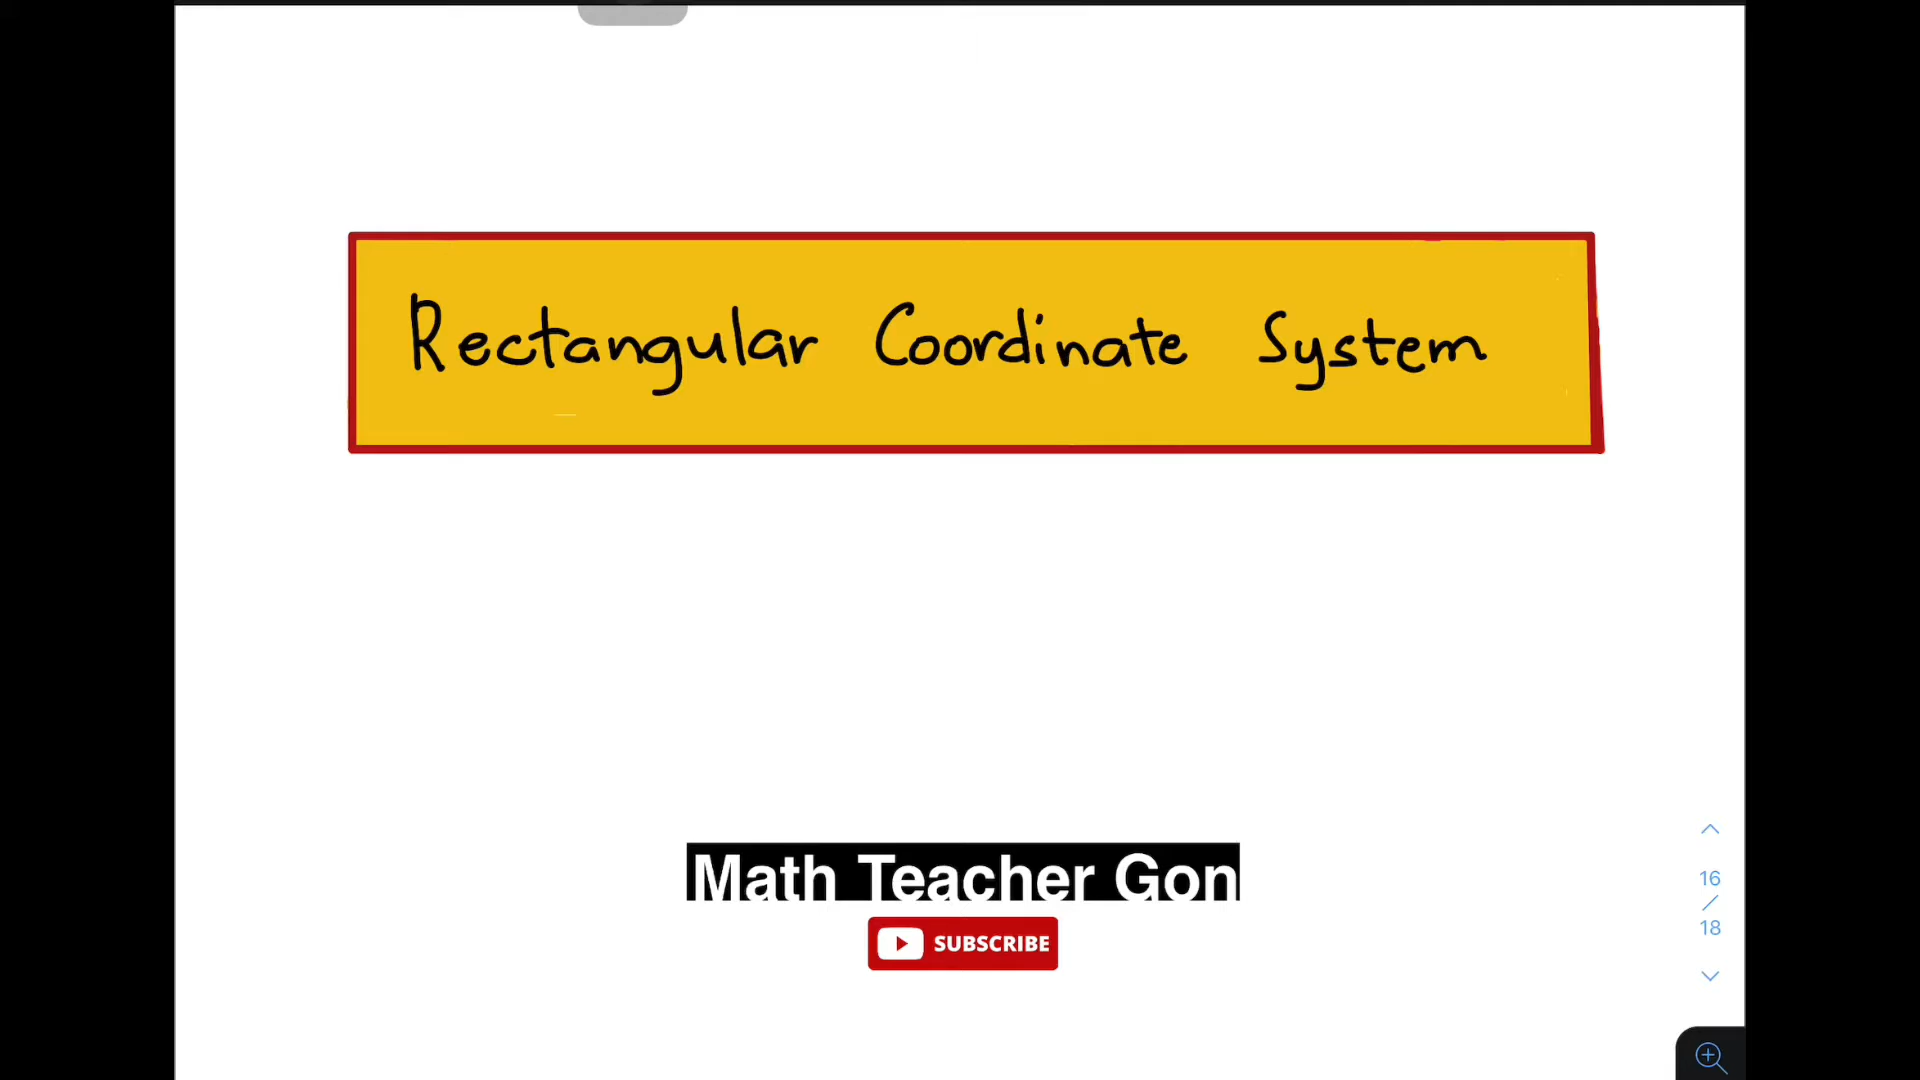 Rectangular Coordinate System
Math Teacher Gon
SUBSCRIBE
16
/
18